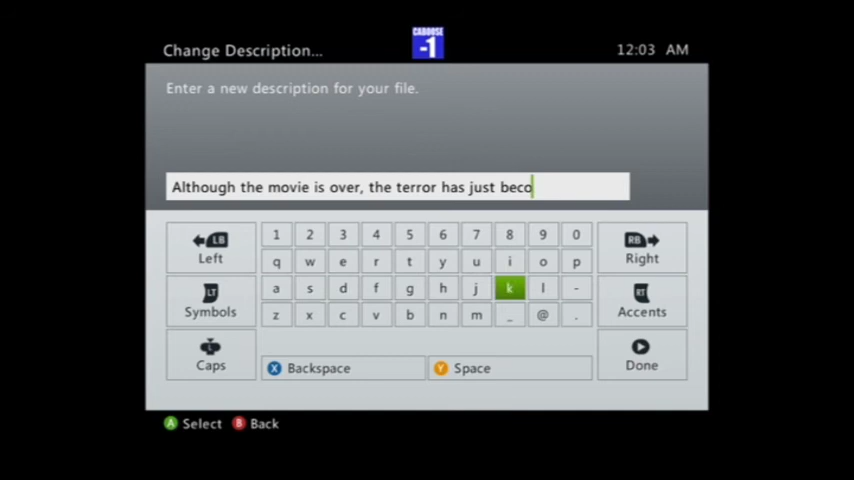 CABOOSE
-1
Change Description...
12:03 AM
Enter a new description for your file.
Although the movie is over, the terror has just beco
LB
Left
1 2 3 4 5 6 7 8 9 0
RB
Right
q w e r t y u i o p
LT
Symbols
a s d f g h j k l -
RT
Accents
z x c v b n m _ @ .
L
Caps
X Backspace
Y Space
Done
A Select B Back